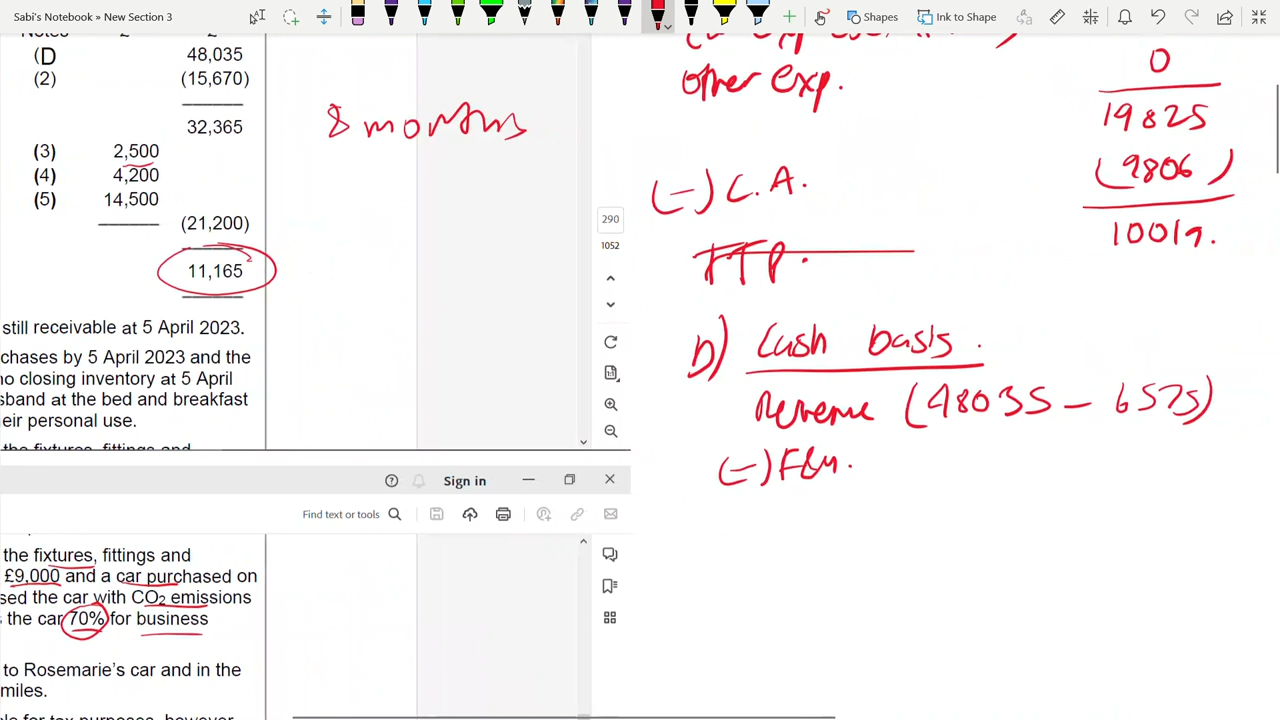 Sabi's Notebook » New Section 3
Shapes
Ink to Shape
(D 48,035
(2) (15,670)
32,365
(3) 2,500
(4) 4,200
(5) 14,500
(21,200)
11,165
still receivable at 5 April 2023.
chases by 5 April 2023 and the
no closing inventory at 5 April
sband at the bed and breakfast
eir personal use.
8 months
290
1052
Sign in
Find text or tools
the fixtures, fittings and
£9,000 and a car purchased on
sed the car with CO2 emissions
s the car 70% for business
to Rosemarie's car and in the
miles.
other exp.
0
19825
(9806)
(-) C.A.
10019.
TTP.
D) Cash basis.
Revenue (48035 - 6575)
(-) F&M.